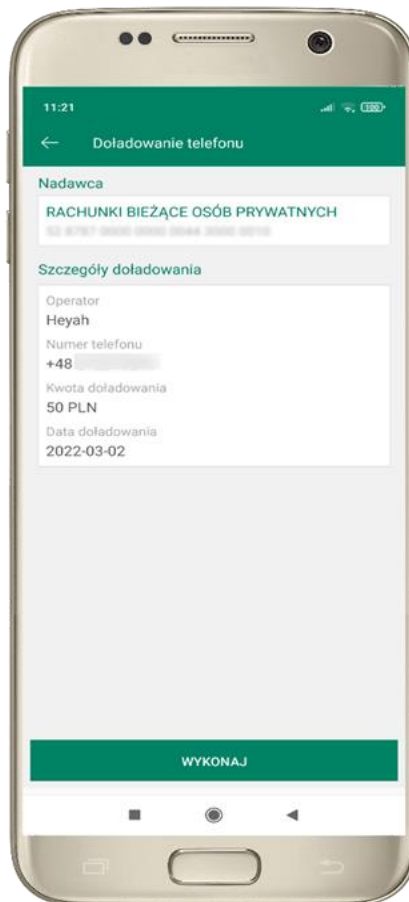 11:21
100
Doładowanie telefonu
Nadawca
RACHUNKI BIEŻĄCE OSÓB PRYWATNYCH
Szczegóły doładowania
Operator
Heyah
Numer telefonu
+48
Kwota doładowania
50 PLN
Data doładowania
2022-03-02
WYKONAJ